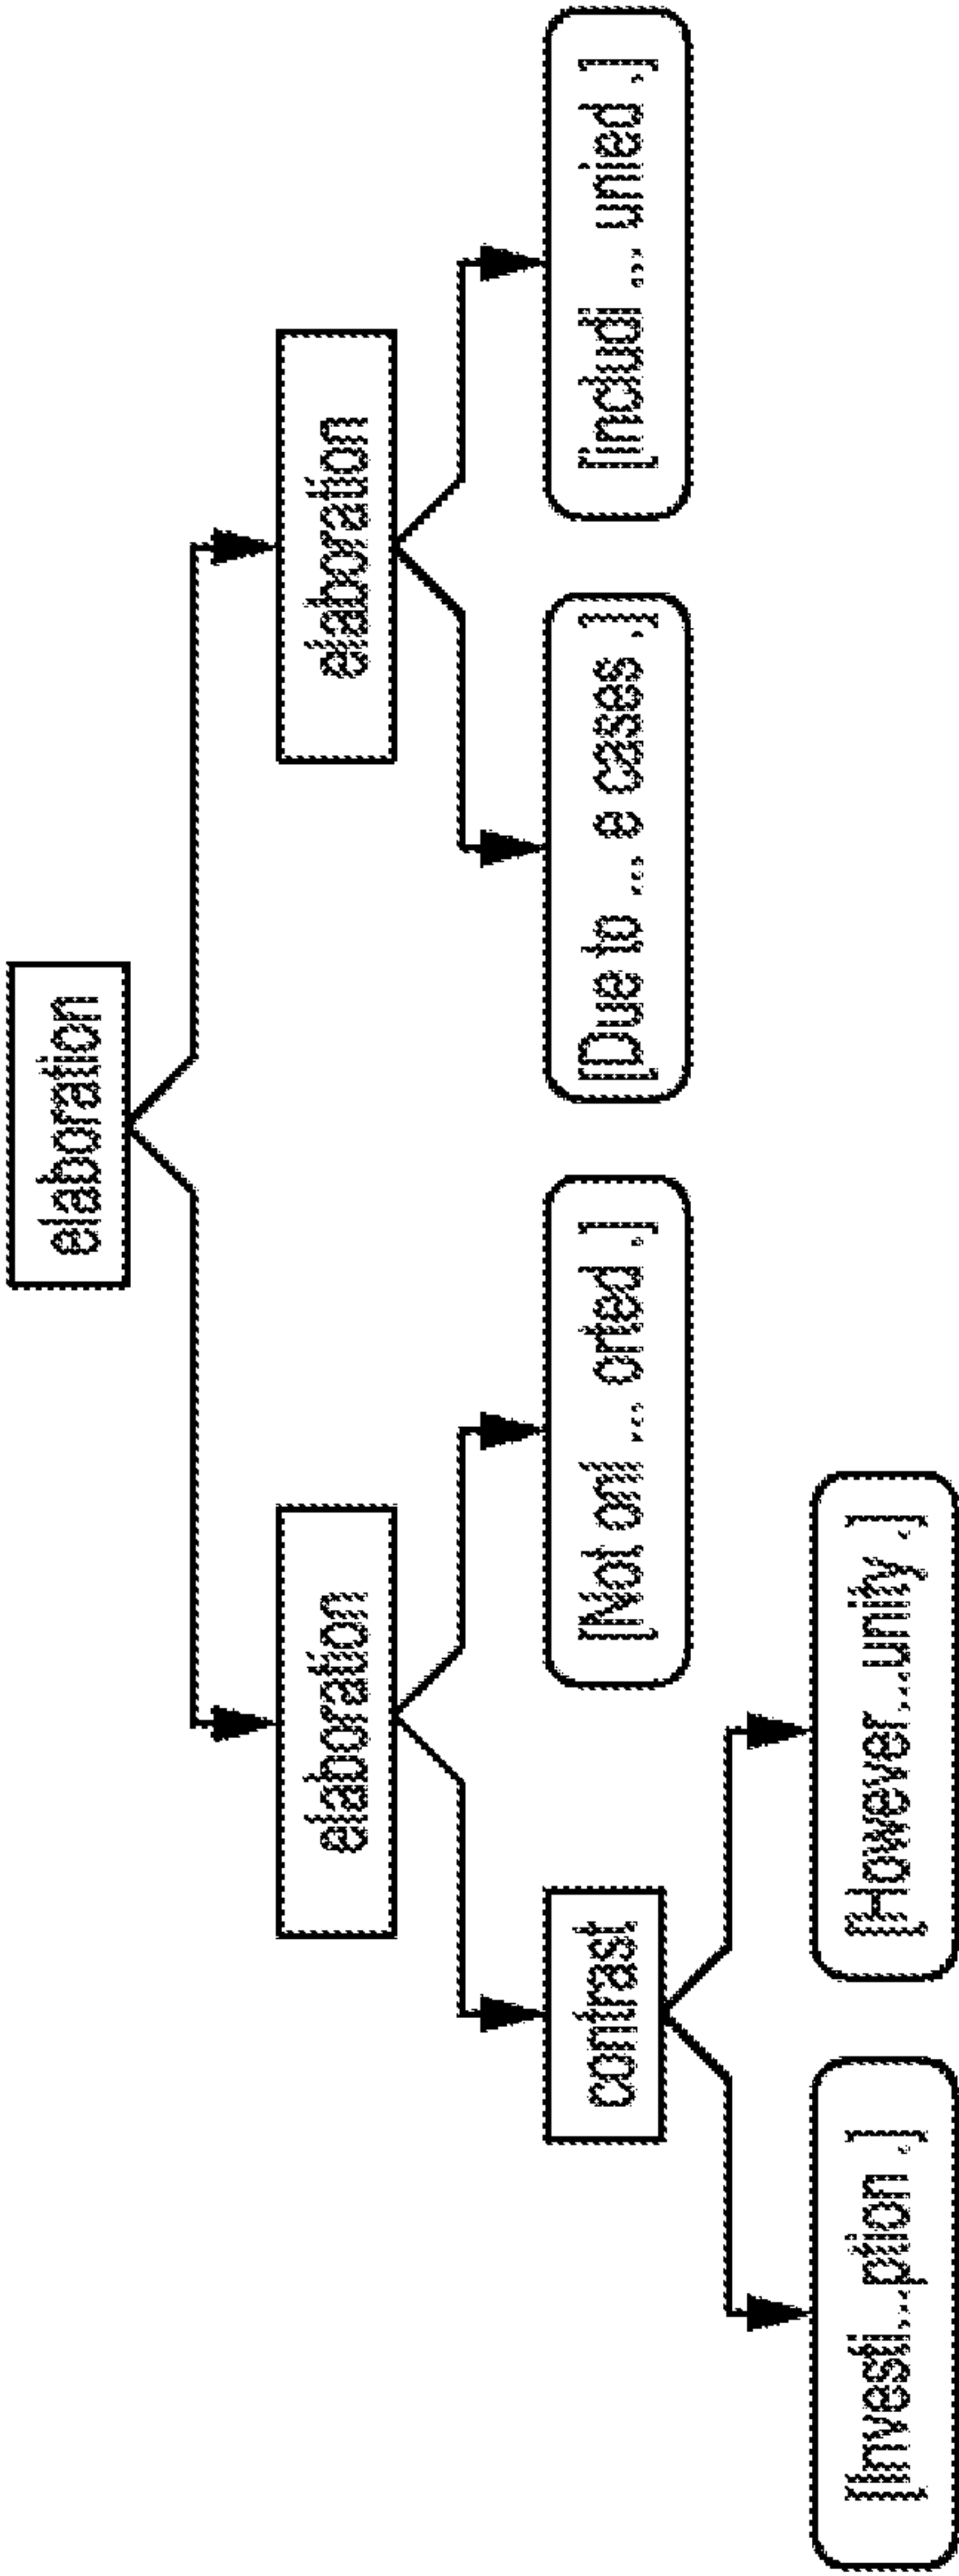 elaboration
elaboration
elaboration
contrast
[Not onl ... orted .]
[Due to ... e cases ,]
[includi ... unied ,]
[Investi...ption .]
[However...unity ,]